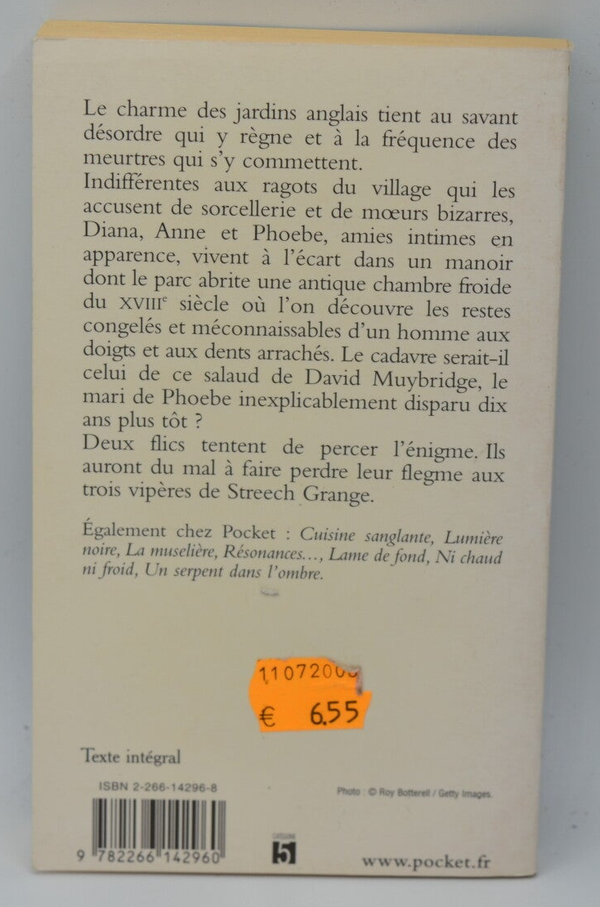 Le charme des jardins anglais tient au savant
désordre qui y règne et à la fréquence des
meurtres qui s'y commettent.
Indifférentes aux ragots du village qui les
accusent de sorcellerie et de mœurs bizarres,
Diana, Anne et Phoebe, amies intimes en
apparence, vivent à l'écart dans un manoir
dont le parc abrite une antique chambre froide
du XVIIIe siècle où l'on découvre les restes
congelés et méconnaissables d'un homme aux
doigts et aux dents arrachés. Le cadavre serait-il
celui de ce salaud de David Muybridge, le
mari de Phoebe inexplicablement disparu dix
ans plus tôt ?
Deux flics tentent de percer l'énigme. Ils
auront du mal à faire perdre leur flegme aux
trois vipères de Streech Grange.
Également chez Pocket : Cuisine sanglante, Lumière
noire, La muselière, Résonances..., Lame de fond, Ni chaud
ni froid, Un serpent dans l'ombre.
€ 6.55
Texte intégral
ISBN 2-266-14296-8
Photo : © Roy Botterell / Getty Images.
9 782266 142960
CATÉGORIE
5
www.pocket.fr